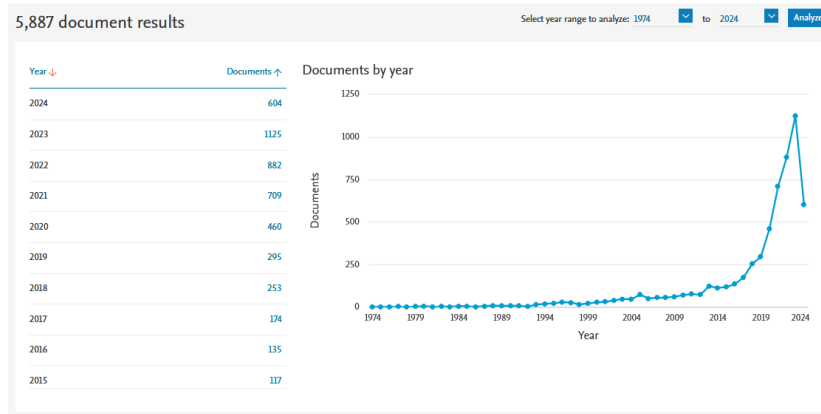 5,887 document results
Select year range to analyze: 1974 to 2024 Analyze
Year Documents
2024 604
2023 1125
2022 882
2021 709
2020 460
2019 295
2018 253
2017 174
2016 135
2015 117
Documents by year
1250
1000
750
500
250
0
Documents
1974 1979 1984 1989 1994 1999 2004 2009 2014 2019 2024
Year